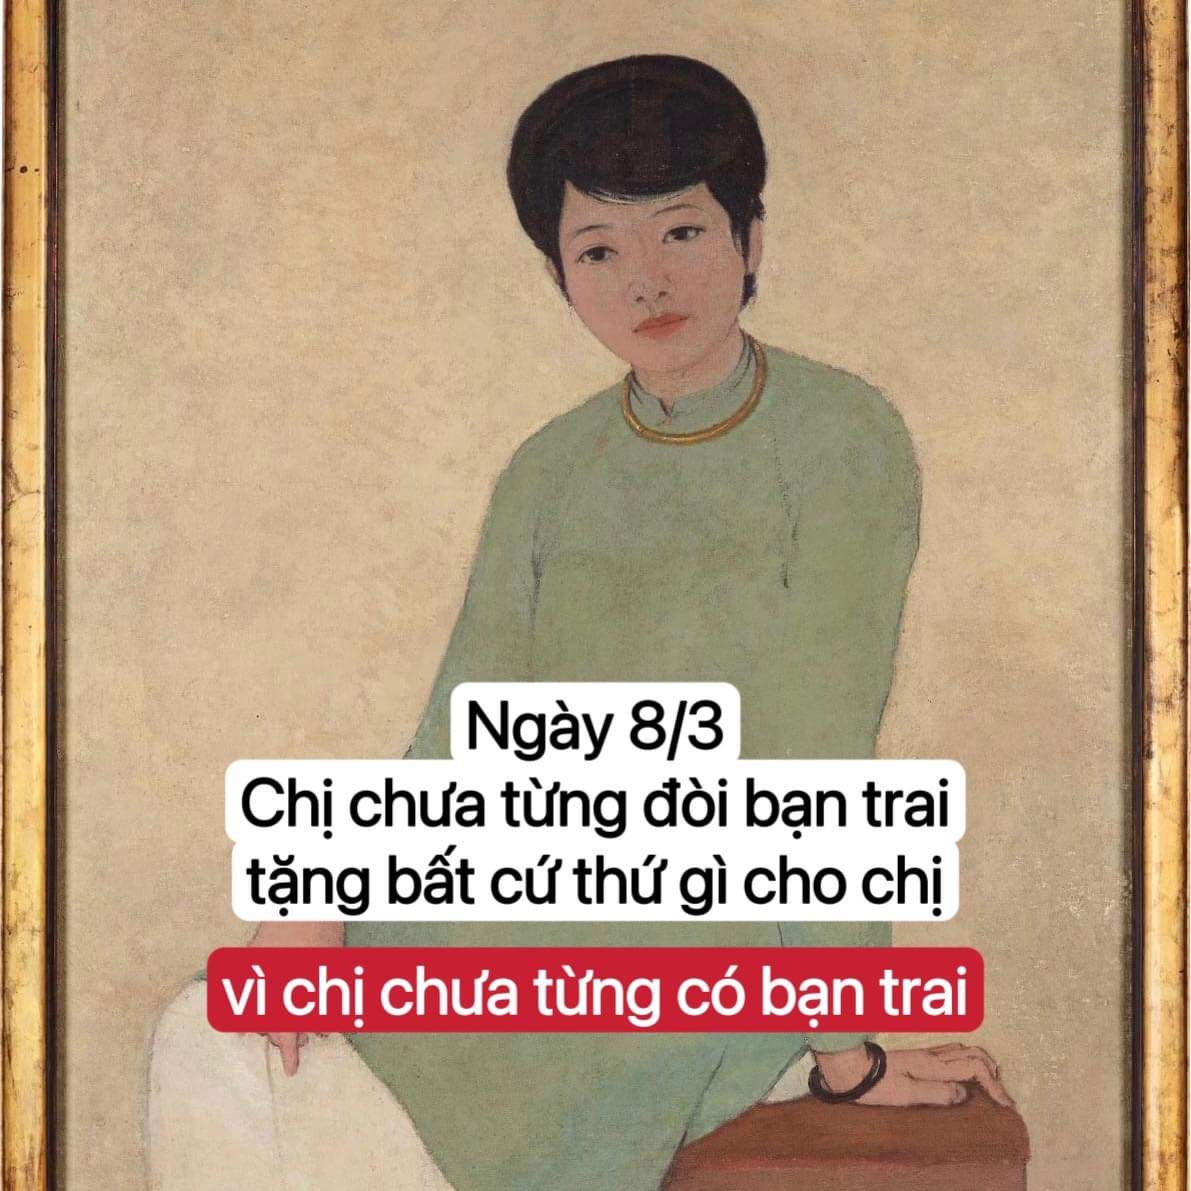 Ngày 8/3
Chị chưa từng đòi bạn trai
tặng bất cứ thứ gì cho chị
vì chị chưa từng có bạn trai